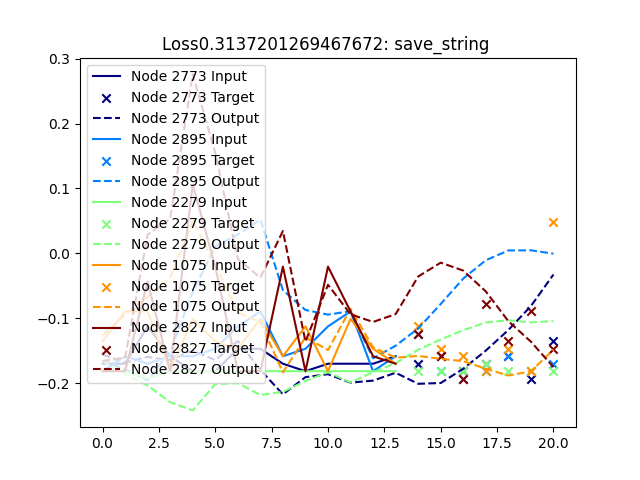 Loss0.3137201269467672: save_string
0.3
0.2
0.1
0.0
−0.1
−0.2
Node 2773 Input
Node 2773 Target
Node 2773 Output
Node 2895 Input
Node 2895 Target
Node 2895 Output
Node 2279 Input
Node 2279 Target
Node 2279 Output
Node 1075 Input
Node 1075 Target
Node 1075 Output
Node 2827 Input
Node 2827 Target
Node 2827 Output
0.0 2.5 5.0 7.5 10.0 12.5 15.0 17.5 20.0